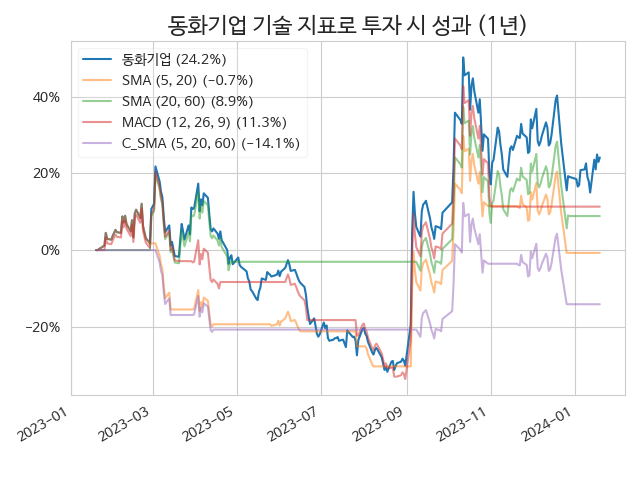 동화기업 기술 지표로 투자 시 성과 (1년)
동화기업 (24.2%)
SMA (5, 20) (−0.7%)
SMA (20, 60) (8.9%)
MACD (12, 26, 9) (11.3%)
C_SMA (5, 20, 60) (−14.1%)
40%
20%
0%
−20%
2023−01
2023−03
2023−05
2023−07
2023−09
2023−11
2024−01